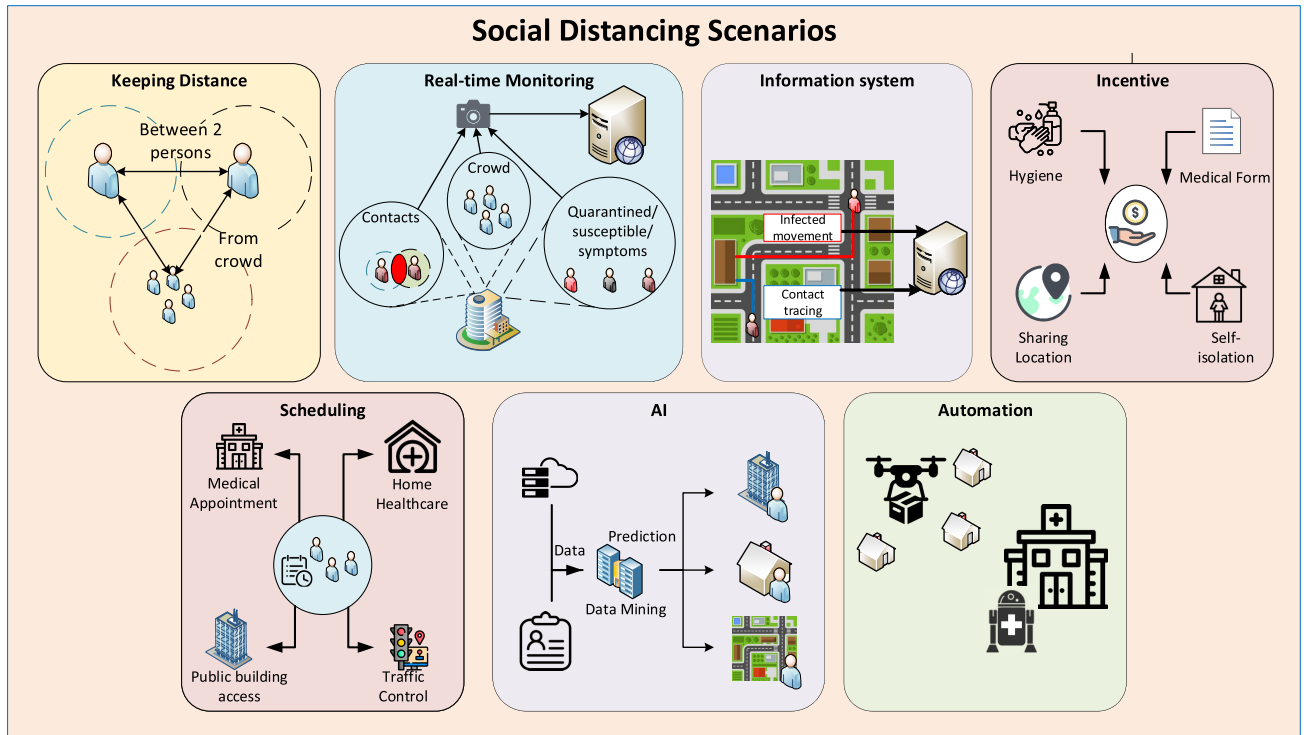 Social Distancing Scenarios
Keeping Distance
Between 2
persons
From
crowd
Real-time Monitoring
Crowd
Contacts
Quarantined/
susceptible/
symptoms
Information system
Infected
movement
Contact
tracing
Incentive
Hygiene
Medical Form
$
Sharing
Location
Self-
isolation
Scheduling
Medical
Appointment
Home
Healthcare
Public building
access
Traffic
Control
AI
Data
Prediction
Data Mining
Automation